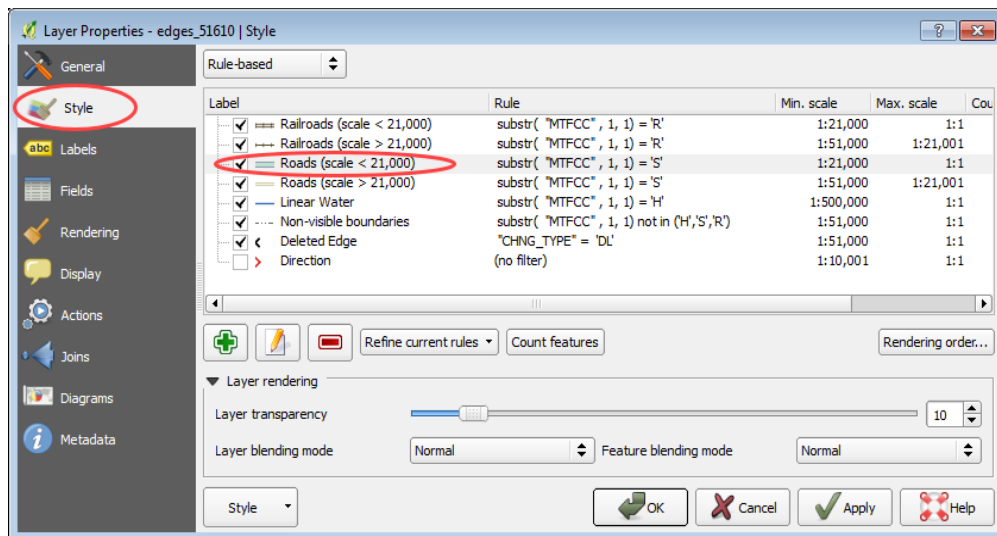 Layer Properties - edges_51610 | Style
General
Style
Labels
Fields
Rendering
Display
Actions
Joins
Diagrams
Metadata
abc
Rule-based
Label Rule Min. scale Max. scale Cou
Railroads (scale < 21,000) substr( "MTFCC" , 1, 1) = 'R' 1:21,000 1:1
Railroads (scale > 21,000) substr( "MTFCC" , 1, 1) = 'R' 1:51,000 1:21,001
Roads (scale < 21,000) substr( "MTFCC" , 1, 1) = 'S' 1:21,000 1:1
Roads (scale > 21,000) substr( "MTFCC" , 1, 1) = 'S' 1:51,000 1:21,001
Linear Water substr( "MTFCC" , 1, 1) = 'H' 1:500,000 1:1
Non-visible boundaries substr( "MTFCC" , 1, 1) not in ('H','S','R') 1:51,000 1:1
Deleted Edge "CHNG_TYPE" = 'DL' 1:51,000 1:1
Direction (no filter) 1:10,001 1:1
Refine current rules Count features Rendering order...
Layer rendering
Layer transparency 10
Layer blending mode Normal Feature blending mode Normal
Style OK Cancel Apply Help